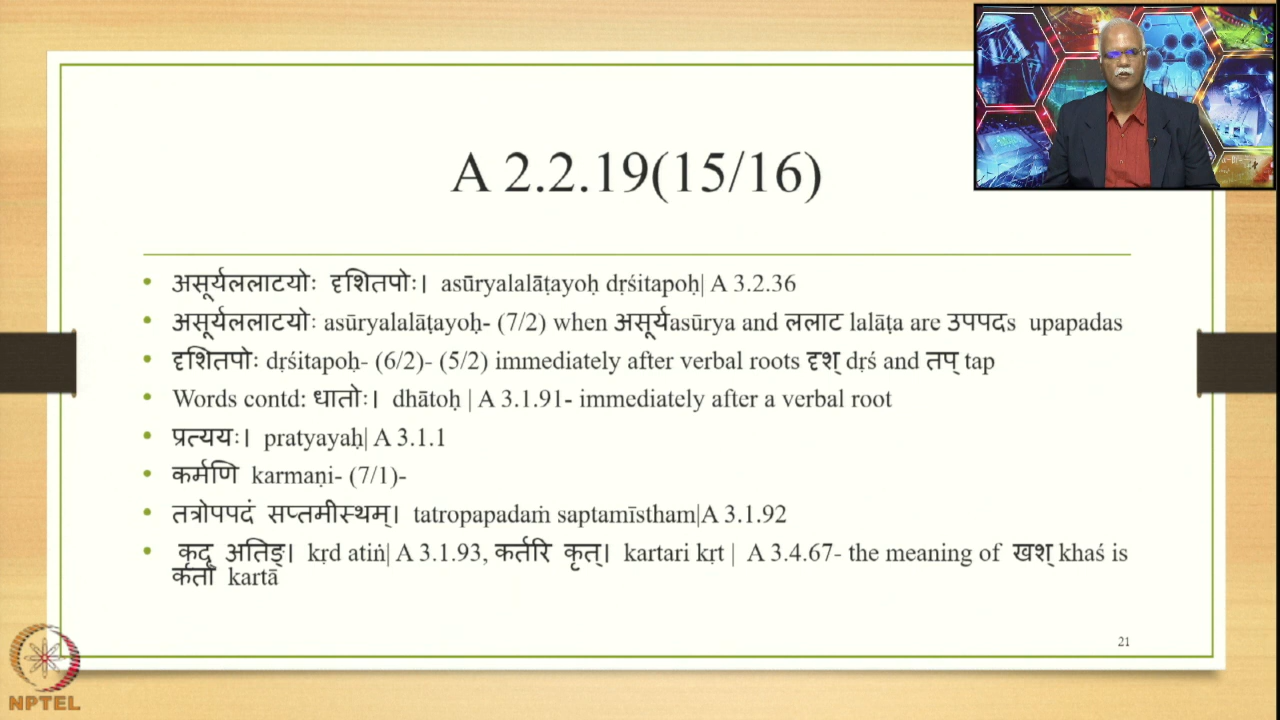 A 2.2.19(15/16)
• असूर्यललाटयोः दृशितपोः। asūryalalāṭayoḥ dṛśitapoḥ| A 3.2.36
• असूर्यललाटयोः asūryalalāṭayoḥ- (7/2) when असूर्यasūrya and ललाट lalāṭa are उपपदs upapadas
• दृशितपोः dṛśitapoḥ- (6/2)- (5/2) immediately after verbal roots दृश् dṛś and तप् tap
• Words contd: धातोः। dhātoḥ | A 3.1.91- immediately after a verbal root
• प्रत्ययः। pratyayaḥ| A 3.1.1
• कर्मणि karmaṇi- (7/1)-
• तत्रोपपदं सप्तमीस्थम्। tatropapadaṁ saptamīstham|A 3.1.92
• कृद् अतिङ्। kṛd atiṅ| A 3.1.93, कर्तरि कृत्। kartari kṛt | A 3.4.67- the meaning of खश् khaś is
कर्ता kartā
21
NPTEL